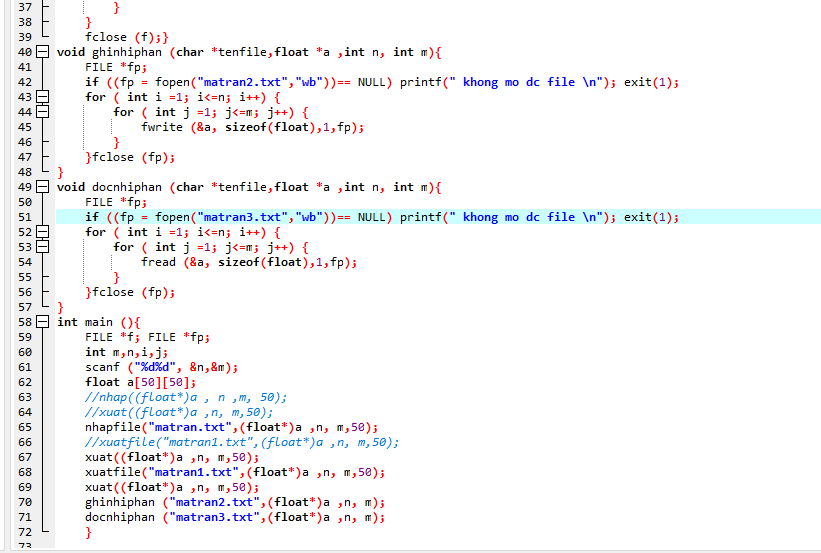 37 }
38 }
39 fclose (f);}
40 void ghinhiphan (char *tenfile,float *a ,int n, int m){
41 FILE *fp;
42 if ((fp = fopen("matran2.txt","wb"))== NULL) printf(" khong mo dc file \n"); exit(1);
43 for ( int i =1; i<=n; i++) {
44 for ( int j =1; j<=m; j++) {
45 fwrite (&a, sizeof(float),1,fp);
46 }
47 }fclose (fp);
48 }
49 void docnhiphan (char *tenfile,float *a ,int n, int m){
50 FILE *fp;
51 if ((fp = fopen("matran3.txt","wb"))== NULL) printf(" khong mo dc file \n"); exit(1);
52 for ( int i =1; i<=n; i++) {
53 for ( int j =1; j<=m; j++) {
54 fread (&a, sizeof(float),1,fp);
55 }
56 }fclose (fp);
57 }
58 int main (){
59 FILE *f; FILE *fp;
60 int m,n,i,j;
61 scanf ("%d%d", &n,&m);
62 float a[50][50];
63 //nhap((float*)a , n ,m, 50);
64 //xuat((float*)a ,n, m,50);
65 nhapfile("matran.txt",(float*)a ,n, m,50);
66 //xuatfile("matran1.txt",(float*)a ,n, m,50);
67 xuat((float*)a ,n, m,50);
68 xuatfile("matran1.txt",(float*)a ,n, m,50);
69 xuat((float*)a ,n, m,50);
70 ghinhiphan ("matran2.txt",(float*)a ,n, m);
71 docnhiphan ("matran3.txt",(float*)a ,n, m);
72 }
73